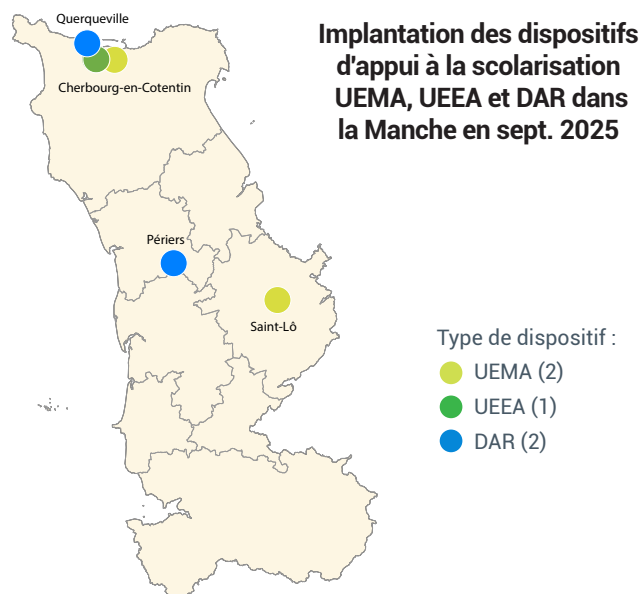 Implantation des dispositifs
d'appui à la scolarisation
UEMA, UEEA et DAR dans
la Manche en sept. 2025
Querqueville
Cherbourg-en-Cotentin
Périers
Saint-Lô
Type de dispositif :
UEMA (2)
UEEA (1)
DAR (2)